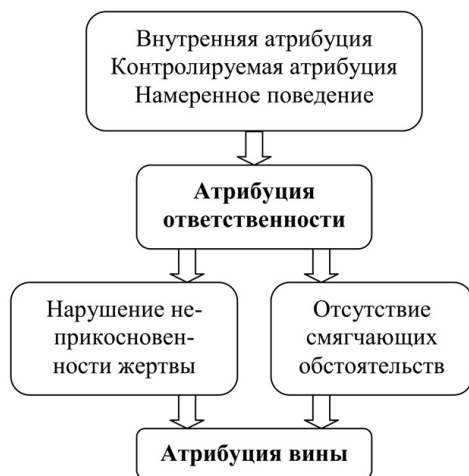 Внутренняя атрибуция
Контролируемая атрибуция
Намеренное поведение
Атрибуция
ответственности
Нарушение не-
прикосновен-
ности жертвы
Отсутствие
смягчающих
обстоятельств
Атрибуция вины